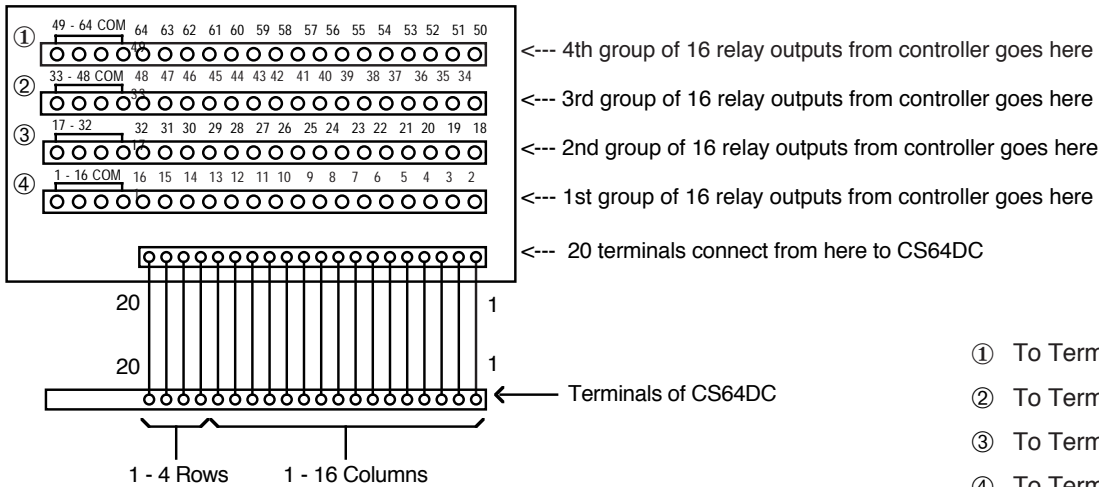 ① 49 - 64 COM 64 63 62 61 60 59 58 57 56 55 54 53 52 51 50
49
<--- 4th group of 16 relay outputs from controller goes here
② 33 - 48 COM 48 47 46 45 44 43 42 41 40 39 38 37 36 35 34
33
<--- 3rd group of 16 relay outputs from controller goes here
③ 17 - 32 32 31 30 29 28 27 26 25 24 23 22 21 20 19 18
17
<--- 2nd group of 16 relay outputs from controller goes here
④ 1 - 16 COM 16 15 14 13 12 11 10 9 8 7 6 5 4 3 2
1
<--- 1st group of 16 relay outputs from controller goes here
<--- 20 terminals connect from here to CS64DC
20 1
20 1
Terminals of CS64DC
1 - 4 Rows 1 - 16 Columns
① To Term
② To Term
③ To Term
④ To Term